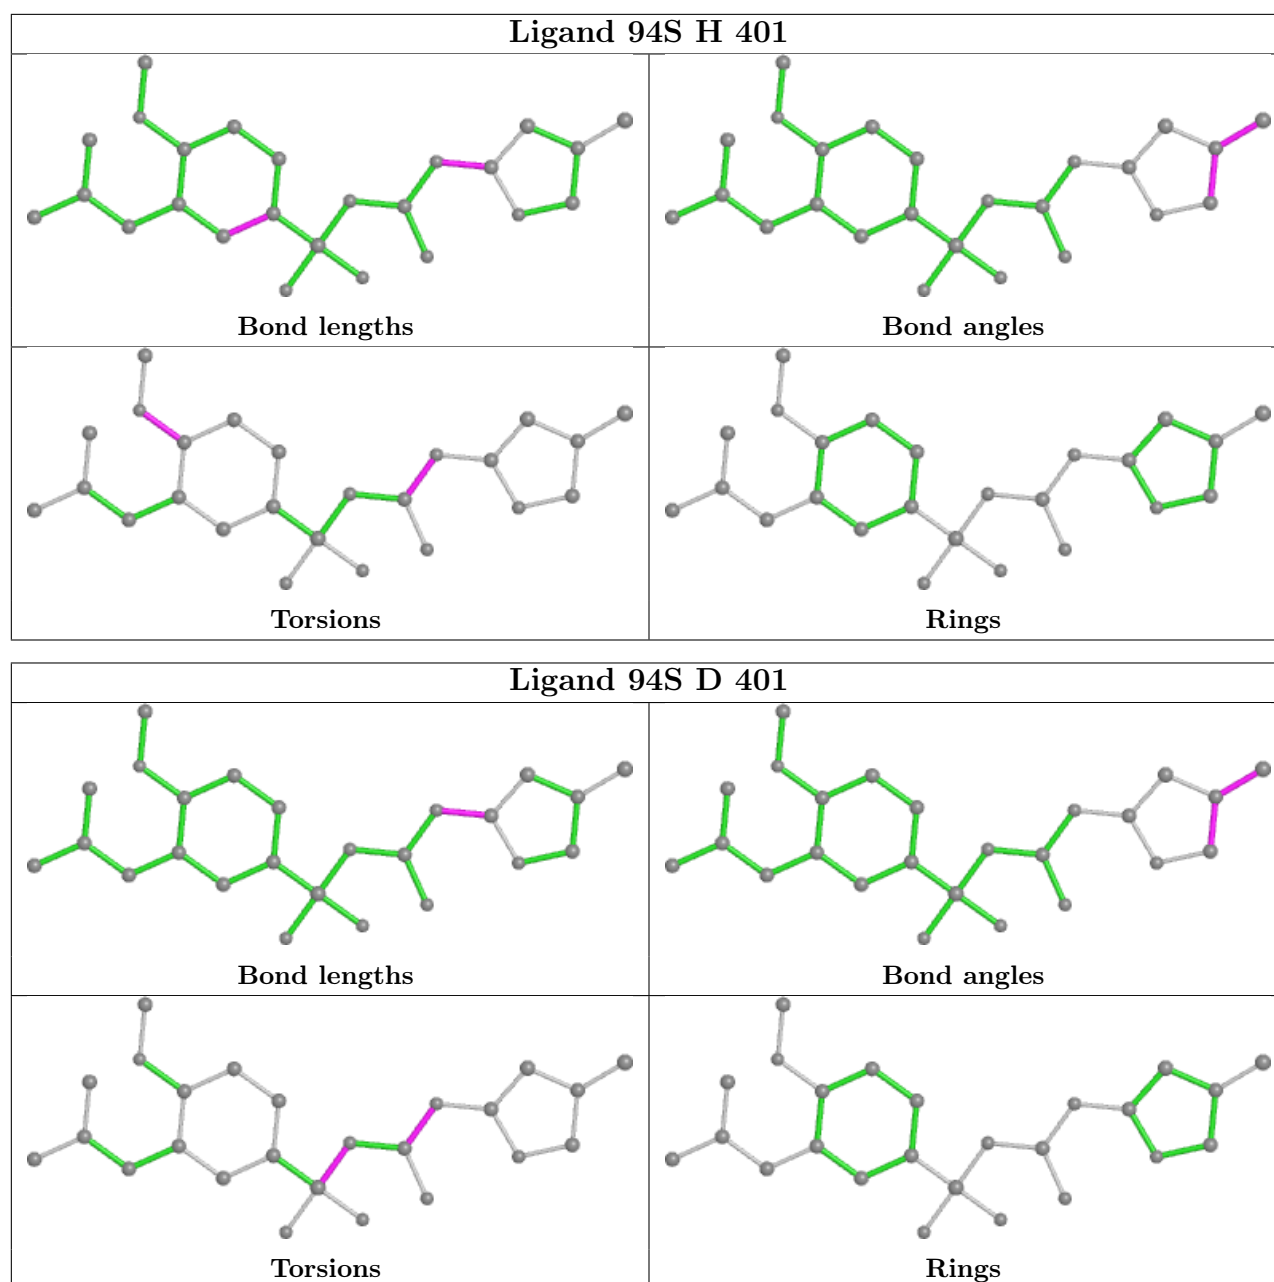 Ligand 94S H 401
Bond lengths
Bond angles
Torsions
Rings
Ligand 94S D 401
Bond lengths
Bond angles
Torsions
Rings